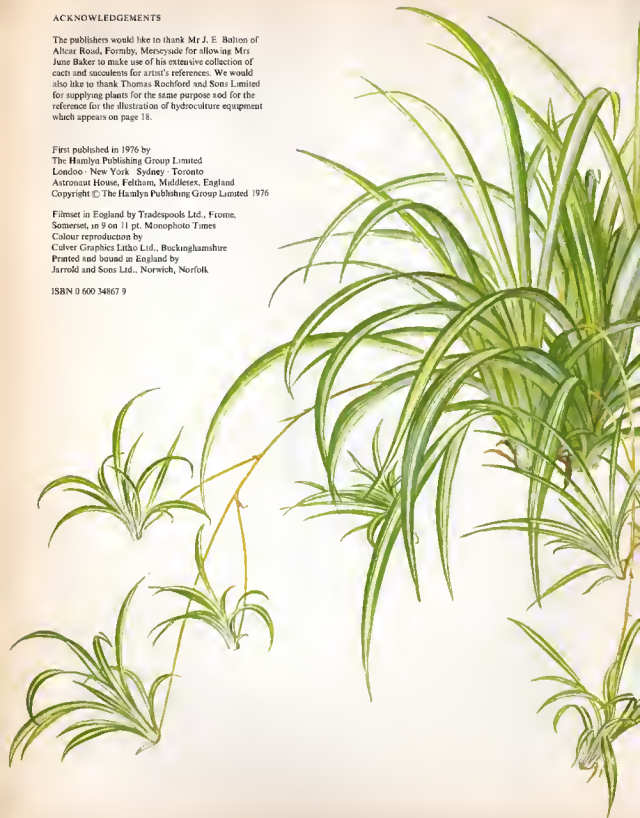 ACKNOWLEDGEMENTS
The publishers would like to thank Mr J. E. Bolton of
Altcar Road, Formby, Merseyside for allowing Mrs
June Baker to make use of his extensive collection of
cacti and succulents for artist's references. We would
also like to thank Thomas Rochford and Sons Limited
for supplying plants for the same purpose and for the
reference for the illustration of hydroculture equipment
which appears on page 18.
First published in 1976 by
The Hamlyn Publishing Group Limited
London · New York · Sydney · Toronto
Astronaut House, Feltham, Middlesex, England
Copyright © The Hamlyn Publishing Group Limited 1976
Filmset in England by Tradespools Ltd., Frome,
Somerset, in 9 on 11 pt. Monophoto Times
Colour reproduction by
Culver Graphics Litho Ltd., Buckinghamshire
Printed and bound in England by
Jarrold and Sons Ltd., Norwich, Norfolk
ISBN 0 600 34867 9